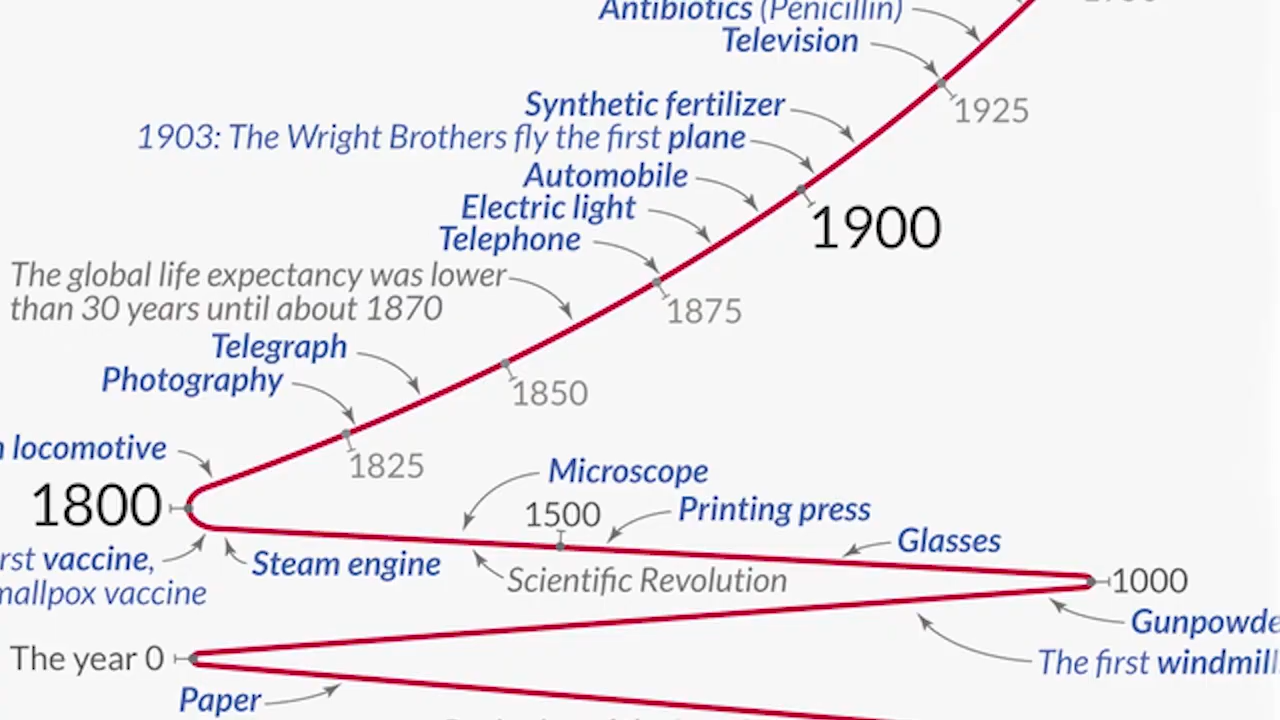 Antibiotics (Penicillin)
Television
1925
Synthetic fertilizer
1903: The Wright Brothers fly the first plane
Automobile
1900
Electric light
Telephone
The global life expectancy was lower
than 30 years until about 1870
1875
Telegraph
Photography
1850
locomotive
1825
Microscope
1800
1500
Printing press
Glasses
vaccine,
Steam engine
Scientific Revolution
1000
vaccine
Gunpowde
The first windmill
The year 0
Paper